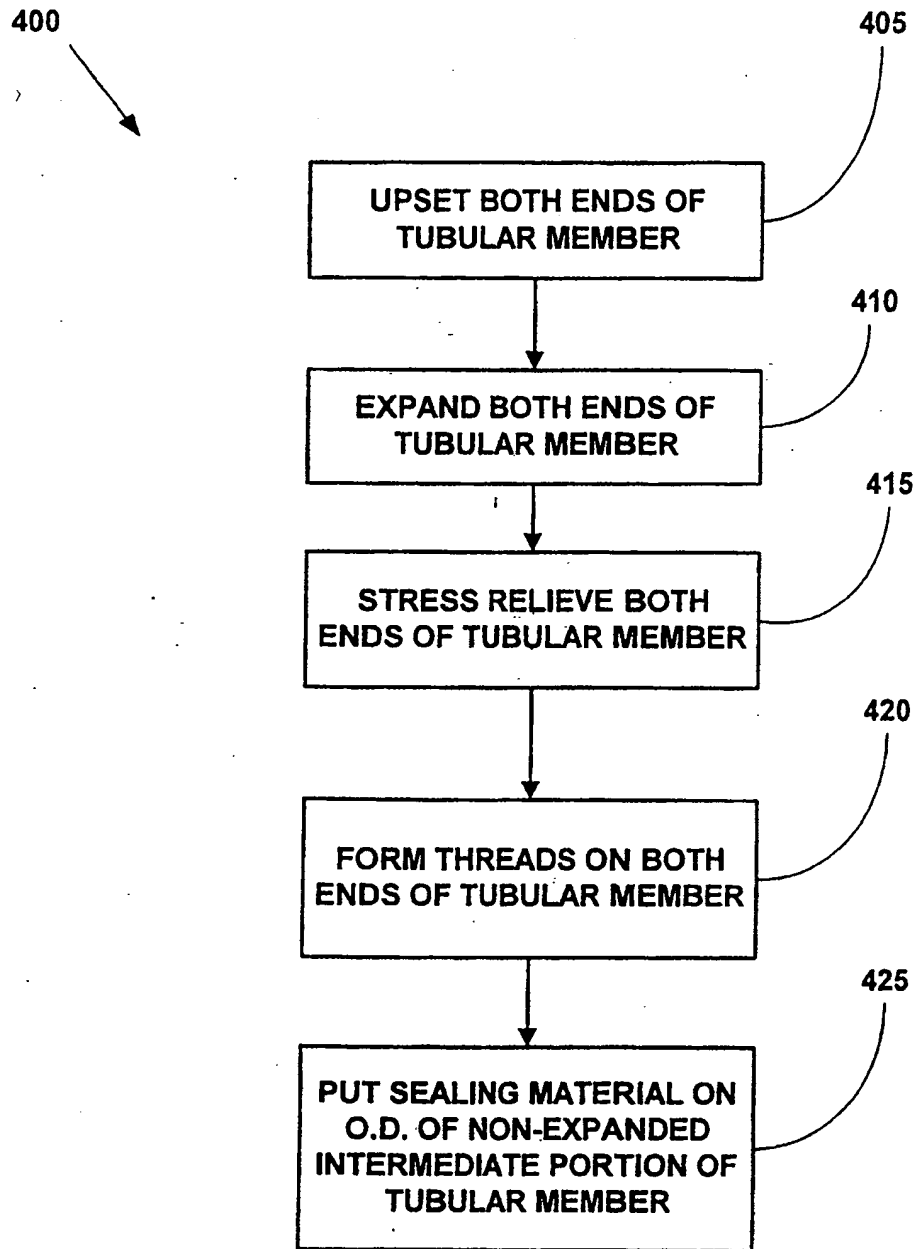 400
405
UPSET BOTH ENDS OF
TUBULAR MEMBER
410
EXPAND BOTH ENDS OF
TUBULAR MEMBER
415
STRESS RELIEVE BOTH
ENDS OF TUBULAR MEMBER
420
FORM THREADS ON BOTH
ENDS OF TUBULAR MEMBER
425
PUT SEALING MATERIAL ON
O.D. OF NON-EXPANDED
INTERMEDIATE PORTION OF
TUBULAR MEMBER